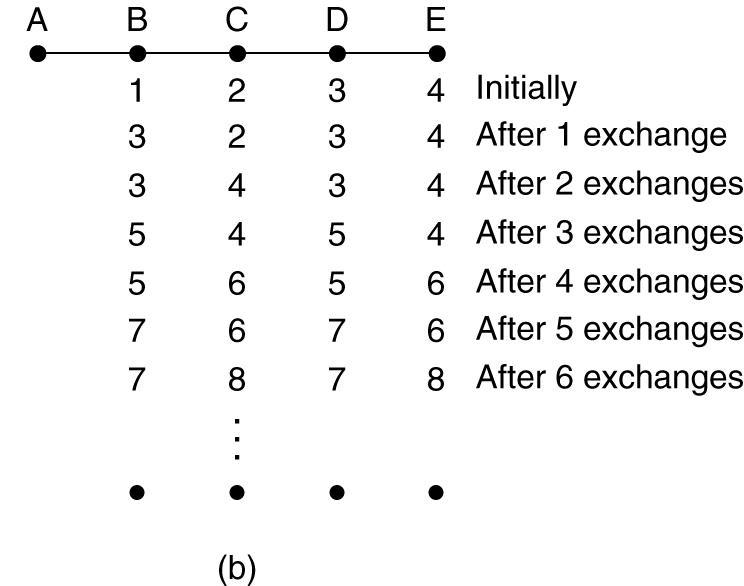 A B C D E
1 2 3 4 Initially
3 2 3 4 After 1 exchange
3 4 3 4 After 2 exchanges
5 4 5 4 After 3 exchanges
5 6 5 6 After 4 exchanges
7 6 7 6 After 5 exchanges
7 8 7 8 After 6 exchanges
(b)